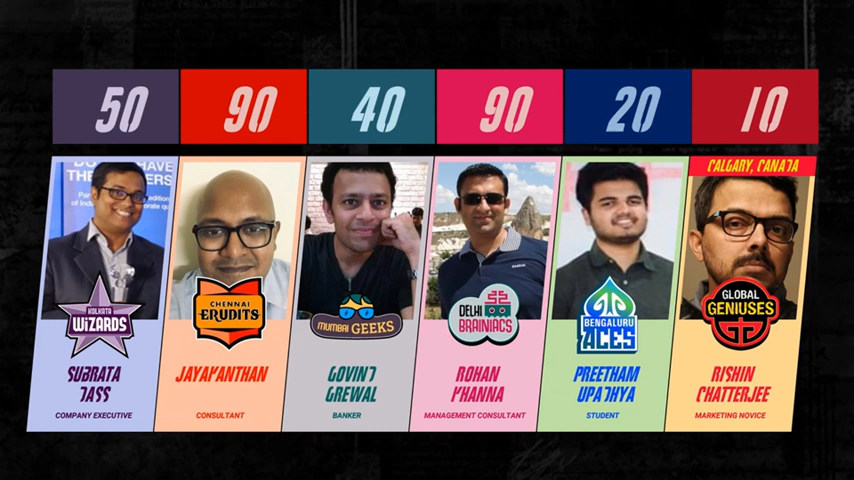 50 90 40 90 20 10
CALGARY, CANADA
KOLKATA
WIZARDS
CHENNAI
ERUDITS
MUMBAI GEEKS
DELHI
BRAINIACS
BENGALURU
ACES
GLOBAL
GENIUSES
SUBRATA
DASS
COMPANY EXECUTIVE
JAYAKANTHAN
CONSULTANT
GOVIND
GREWAL
BANKER
ROHAN
KHANNA
MANAGEMENT CONSULTANT
PREETHAM
UPADHYA
STUDENT
RISHIN
CHATTERJEE
MARKETING NOVICE